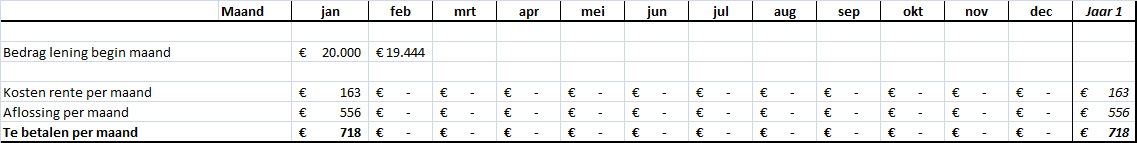 Maand jan feb mrt apr mei jun jul aug sep okt nov dec Jaar 1
Bedrag lening begin maand € 20.000 € 19.444
Kosten rente per maand € 163 € - € - € - € - € - € - € - € - € - € - € - € 163
Aflossing per maand € 556 € - € - € - € - € - € - € - € - € - € - € - € 556
Te betalen per maand € 718 € - € - € - € - € - € - € - € - € - € - € - € 718